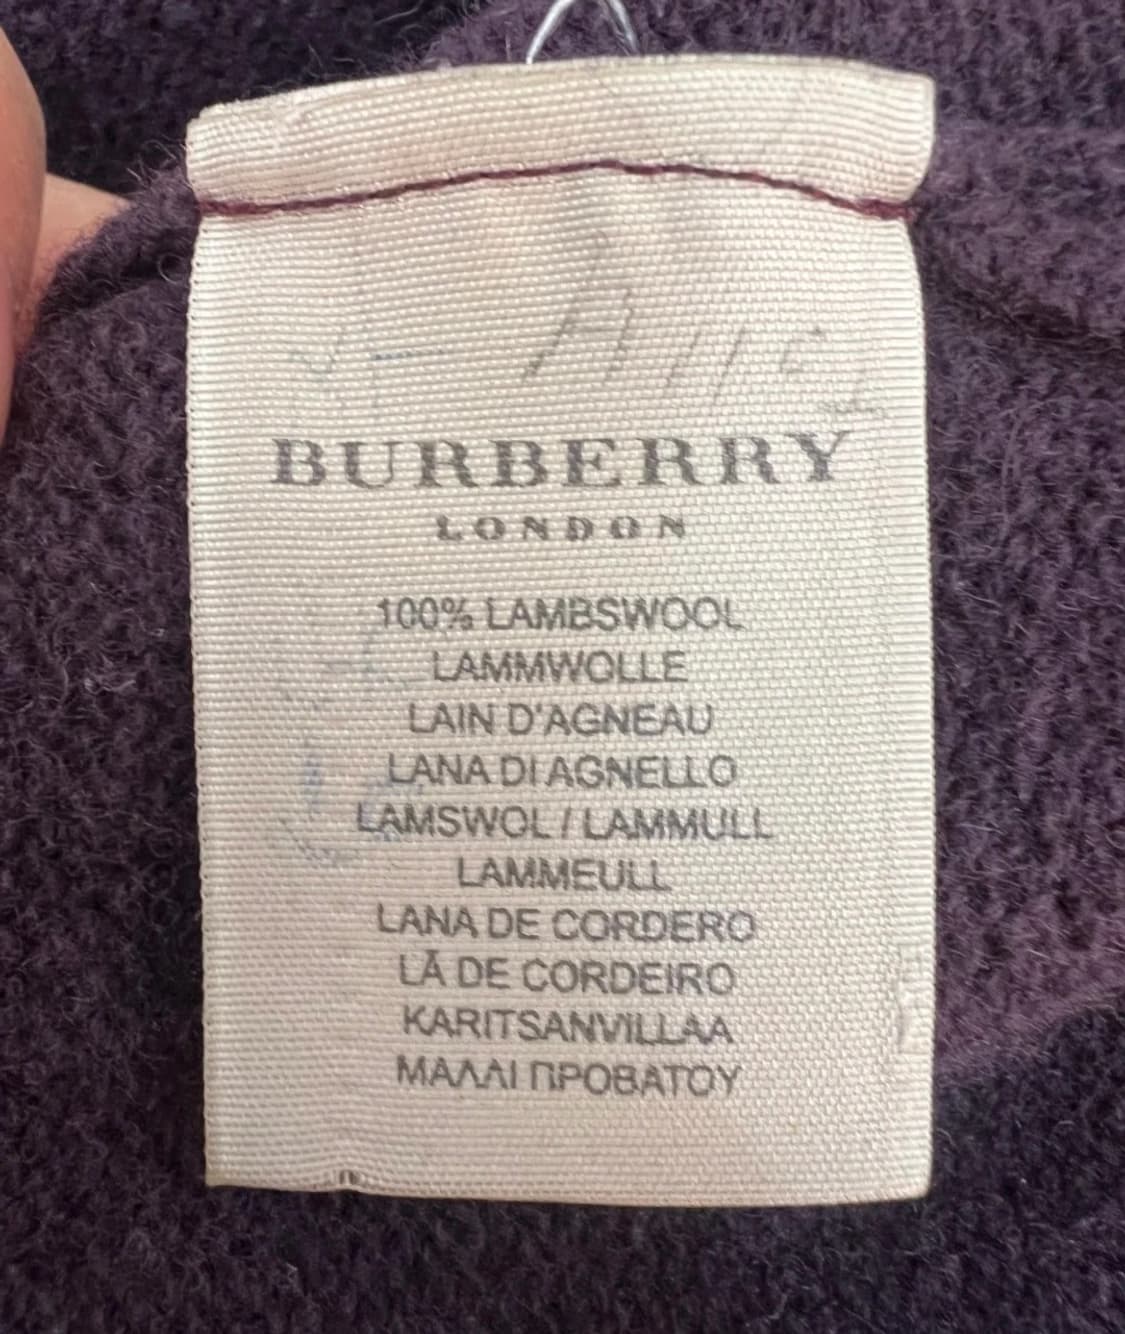 BURBERRY
LONDON
100% LAMBSWOOL
LAMMWOLLE
LAIN D'AGNEAU
LANA DI AGNELLO
LAMSWOL / LAMMULL
LAMMEULL
LANA DE CORDERO
LÃ DE CORDEIRO
KARITSANVILLAA
ΜΑΛΛΙ ΠΡΟΒΑΤΟΥ